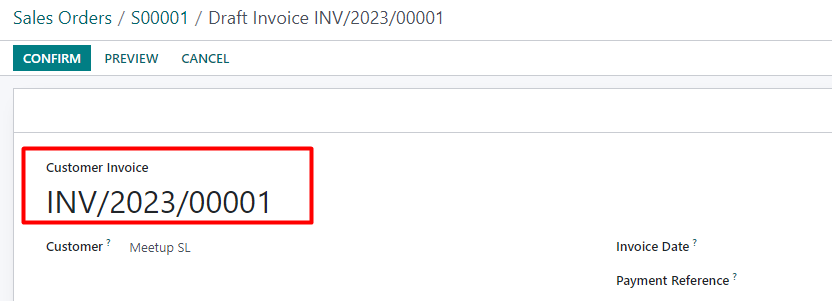 Sales Orders / S00001 / Draft Invoice INV/2023/00001
CONFIRM PREVIEW CANCEL
Customer Invoice
INV/2023/00001
Customer ? Meetup SL Invoice Date ?
Payment Reference ?